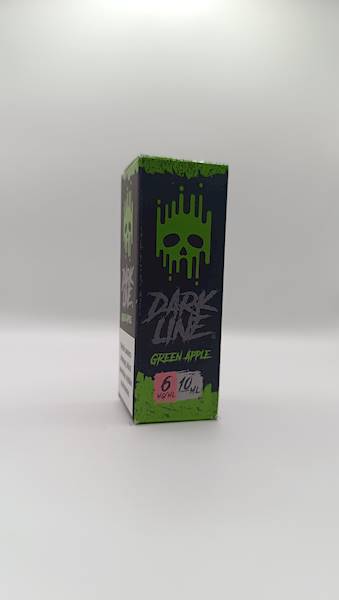 DARK
LINE
GREEN APPLE
6 10
MG/ML ML